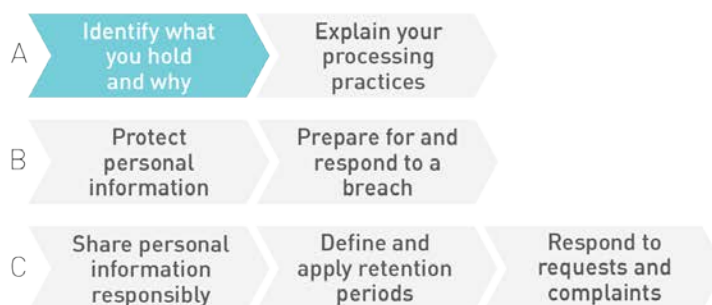 A
Identify what
you hold
and why
Explain your
processing
practices
B
Protect
personal
information
Prepare for and
respond to a
breach
C
Share personal
information
responsibly
Define and
apply retention
periods
Respond to
requests and
complaints